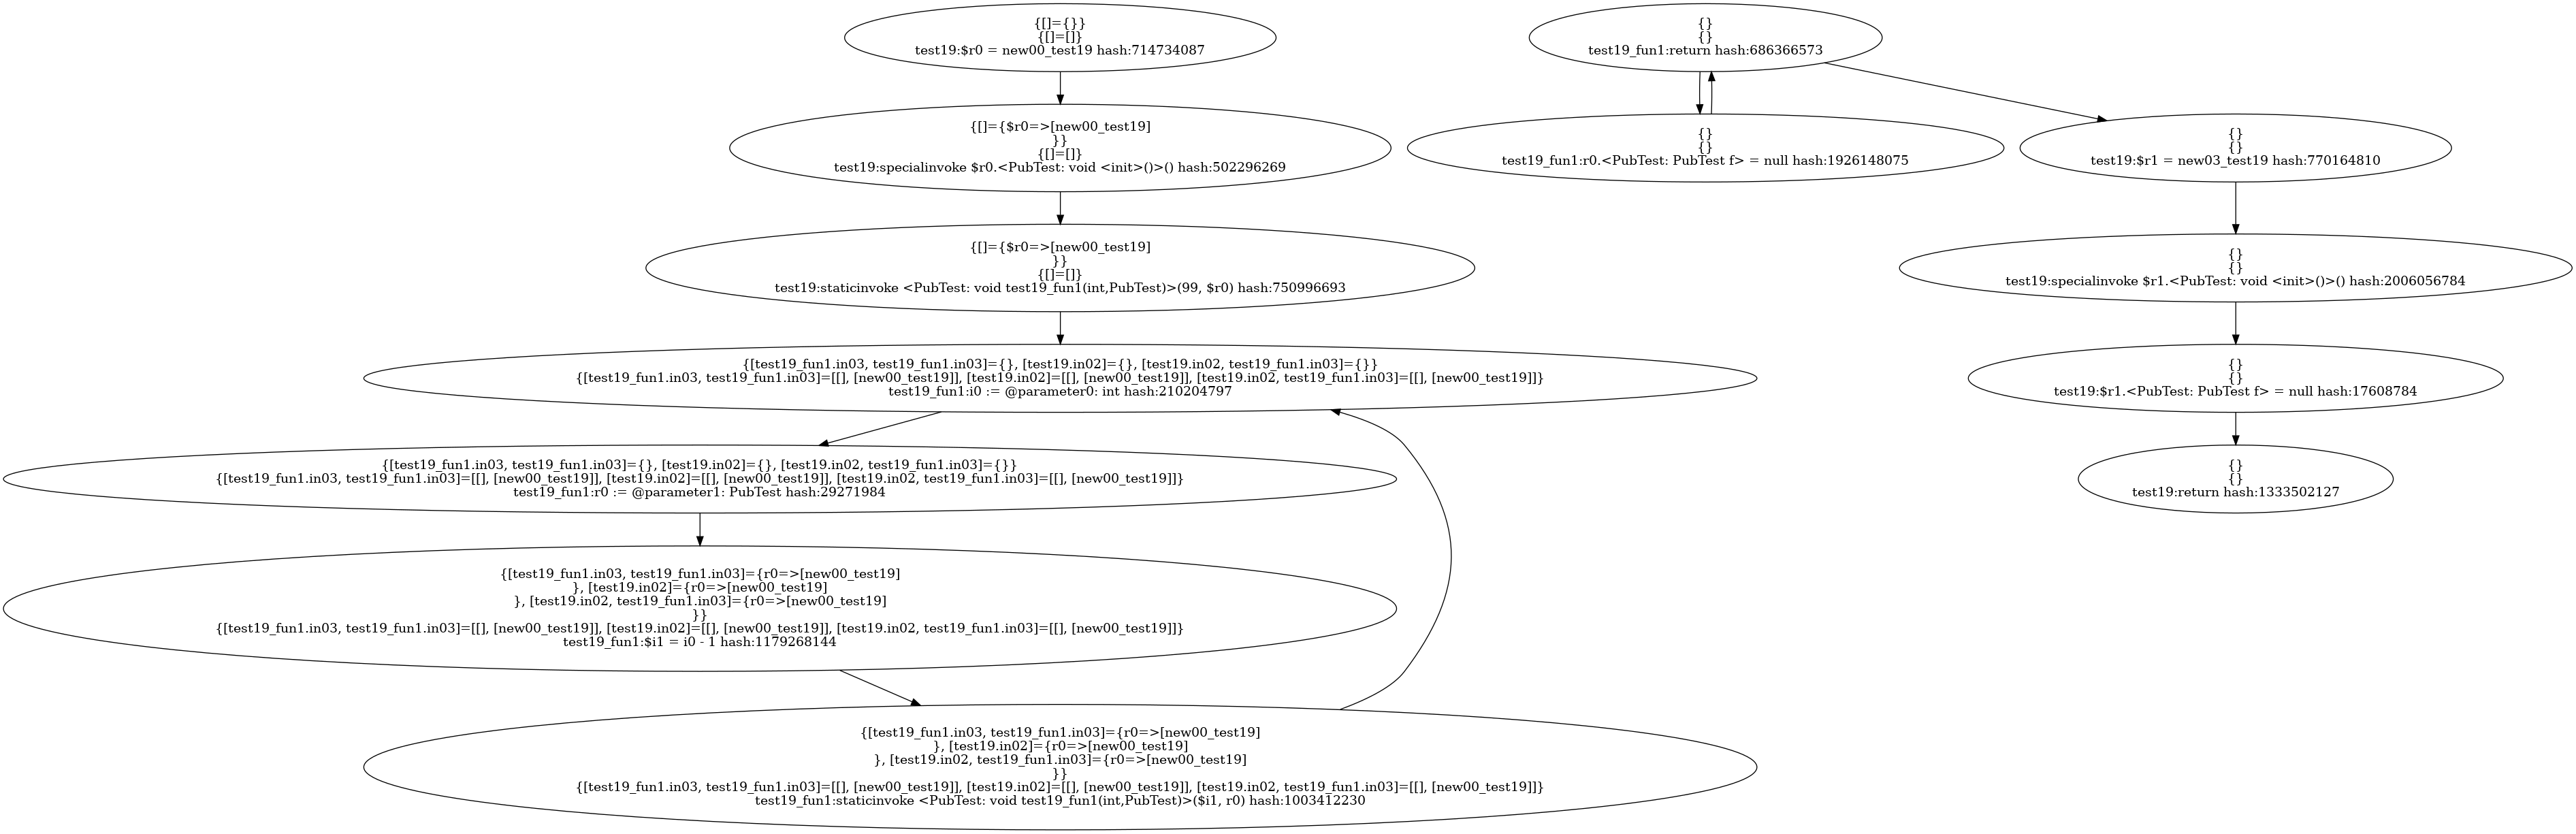 {[]={}}
{[]=[]}
test19:$r0 = new00_test19 hash:714734087
{[]={$r0=>[new00_test19]
}}
{[]=[]}
test19:specialinvoke $r0.<PubTest: void <init>()>() hash:502296269
{[]={$r0=>[new00_test19]
}}
{[]=[]}
test19:staticinvoke <PubTest: void test19_fun1(int,PubTest)>(99, $r0) hash:750996693
{[test19_fun1.in03, test19_fun1.in03]={}, [test19.in02]={}, [test19.in02, test19_fun1.in03]={}}
{[test19_fun1.in03, test19_fun1.in03]=[[], [new00_test19]], [test19.in02]=[[], [new00_test19]], [test19.in02, test19_fun1.in03]=[[], [new00_test19]]}
test19_fun1:i0 := @parameter0: int hash:210204797
{[test19_fun1.in03, test19_fun1.in03]={}, [test19.in02]={}, [test19.in02, test19_fun1.in03]={}}
{[test19_fun1.in03, test19_fun1.in03]=[[], [new00_test19]], [test19.in02]=[[], [new00_test19]], [test19.in02, test19_fun1.in03]=[[], [new00_test19]]}
test19_fun1:r0 := @parameter1: PubTest hash:29271984
{[test19_fun1.in03, test19_fun1.in03]={r0=>[new00_test19]
}, [test19.in02]={r0=>[new00_test19]
}, [test19.in02, test19_fun1.in03]={r0=>[new00_test19]
}}
{[test19_fun1.in03, test19_fun1.in03]=[[], [new00_test19]], [test19.in02]=[[], [new00_test19]], [test19.in02, test19_fun1.in03]=[[], [new00_test19]]}
test19_fun1:$i1 = i0 - 1 hash:1179268144
{[test19_fun1.in03, test19_fun1.in03]={r0=>[new00_test19]
}, [test19.in02]={r0=>[new00_test19]
}, [test19.in02, test19_fun1.in03]={r0=>[new00_test19]
}}
{[test19_fun1.in03, test19_fun1.in03]=[[], [new00_test19]], [test19.in02]=[[], [new00_test19]], [test19.in02, test19_fun1.in03]=[[], [new00_test19]]}
test19_fun1:staticinvoke <PubTest: void test19_fun1(int,PubTest)>($i1, r0) hash:1003412230
{}
{}
test19_fun1:return hash:686366573
{}
{}
test19_fun1:r0.<PubTest: PubTest f> = null hash:1926148075
{}
{}
test19:$r1 = new03_test19 hash:770164810
{}
{}
test19:specialinvoke $r1.<PubTest: void <init>()>() hash:2006056784
{}
{}
test19:$r1.<PubTest: PubTest f> = null hash:17608784
{}
{}
test19:return hash:1333502127